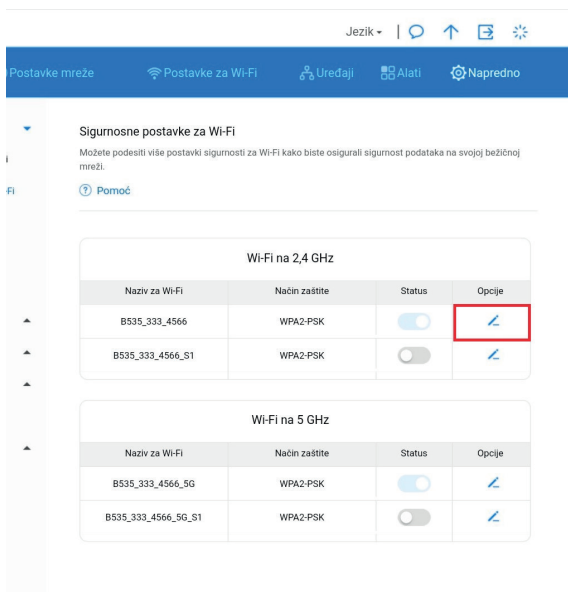 Jezik
Postavke mreže Postavke za Wi-Fi Uređaji Alati Napredno
Sigurnosne postavke za Wi-Fi
Možete podesiti više postavki sigurnosti za Wi-Fi kako biste osigurali sigurnost podataka na svojoj bežičnoj
mreži.
i
-Fi
? Pomoć
Wi-Fi na 2,4 GHz
Naziv za Wi-Fi Način zaštite Status Opcije
B535_333_4566 WPA2-PSK
B535_333_4566_S1 WPA2-PSK
Wi-Fi na 5 GHz
Naziv za Wi-Fi Način zaštite Status Opcije
B535_333_4566_5G WPA2-PSK
B535_333_4566_5G_S1 WPA2-PSK